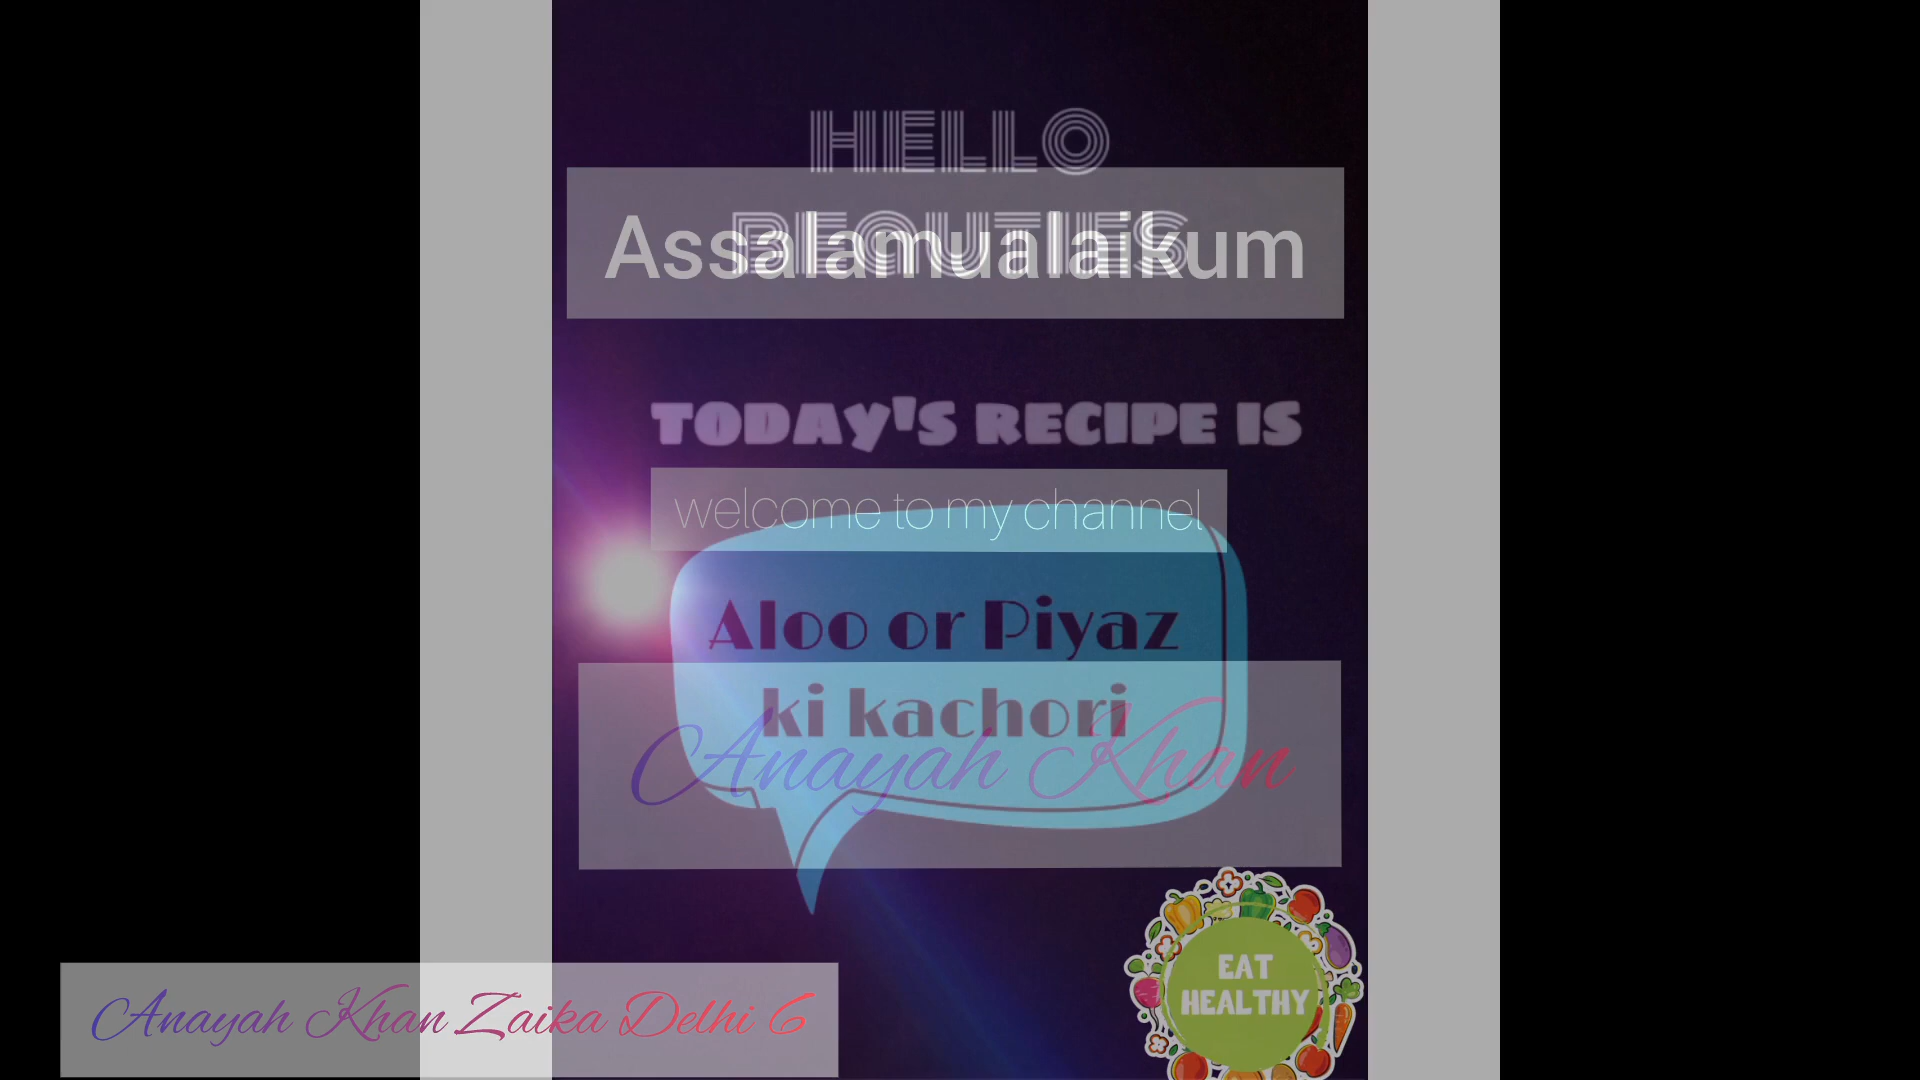 HELLO
BEAUTIES
Assalamualaikum
TODAY'S RECIPE IS
welcome to my channel
Aloo or Piyaz
ki kachori
Anayah Khan
EAT
HEALTHY
Anayah Khan Zaika Delhi 6